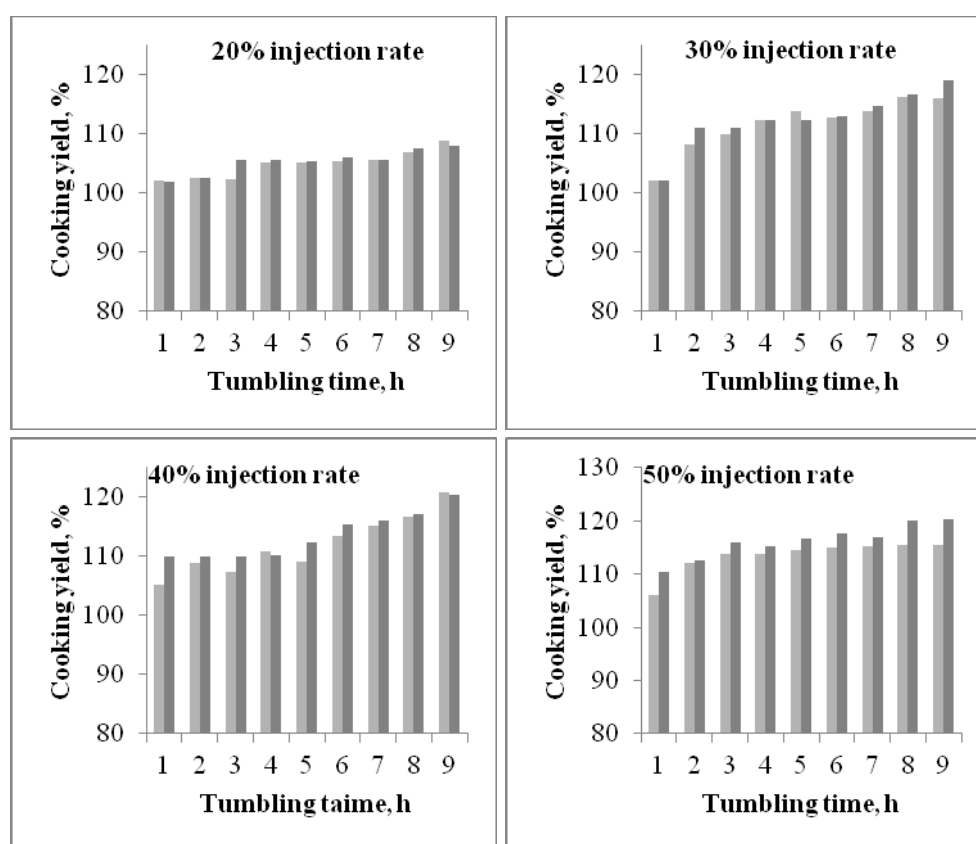 20% injection rate
Cooking yield, %
120
110
100
90
80
1 2 3 4 5 6 7 8 9
Tumbling time, h
30% injection rate
Cooking yield, %
120
110
100
90
80
1 2 3 4 5 6 7 8 9
Tumbling time, h
40% injection rate
Cooking yield, %
120
110
100
90
80
1 2 3 4 5 6 7 8 9
Tumbling taime, h
50% injection rate
Cooking yield, %
130
120
110
100
90
80
1 2 3 4 5 6 7 8 9
Tumbling time, h